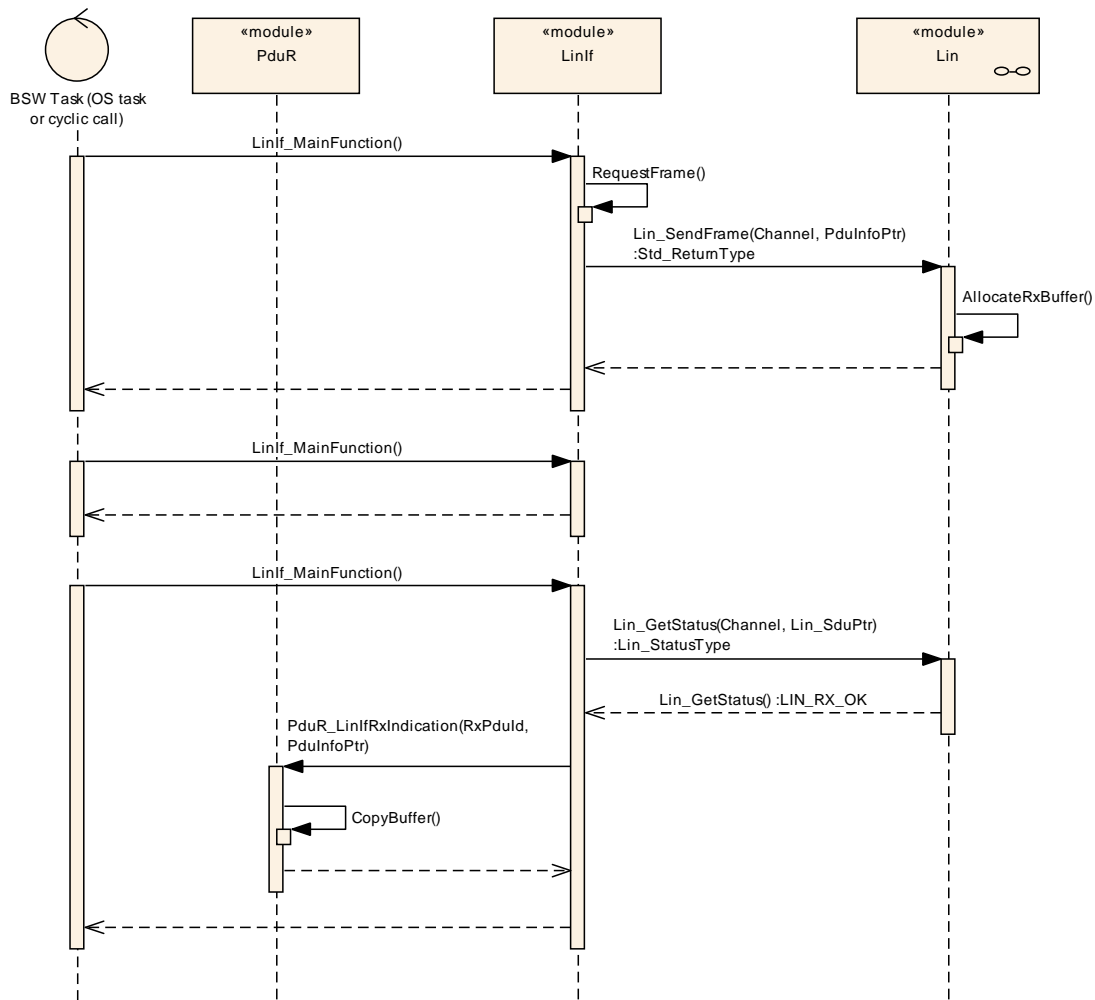 «module»
PduR
«module»
LinIf
«module»
Lin
BSW Task (OS task
or cyclic call)
LinIf_MainFunction()
RequestFrame()
Lin_SendFrame(Channel, PduInfoPtr)
:Std_ReturnType
AllocateRxBuffer()
LinIf_MainFunction()
LinIf_MainFunction()
Lin_GetStatus(Channel, Lin_SduPtr)
:Lin_StatusType
Lin_GetStatus() :LIN_RX_OK
PduR_LinIfRxIndication(RxPduId,
PduInfoPtr)
CopyBuffer()